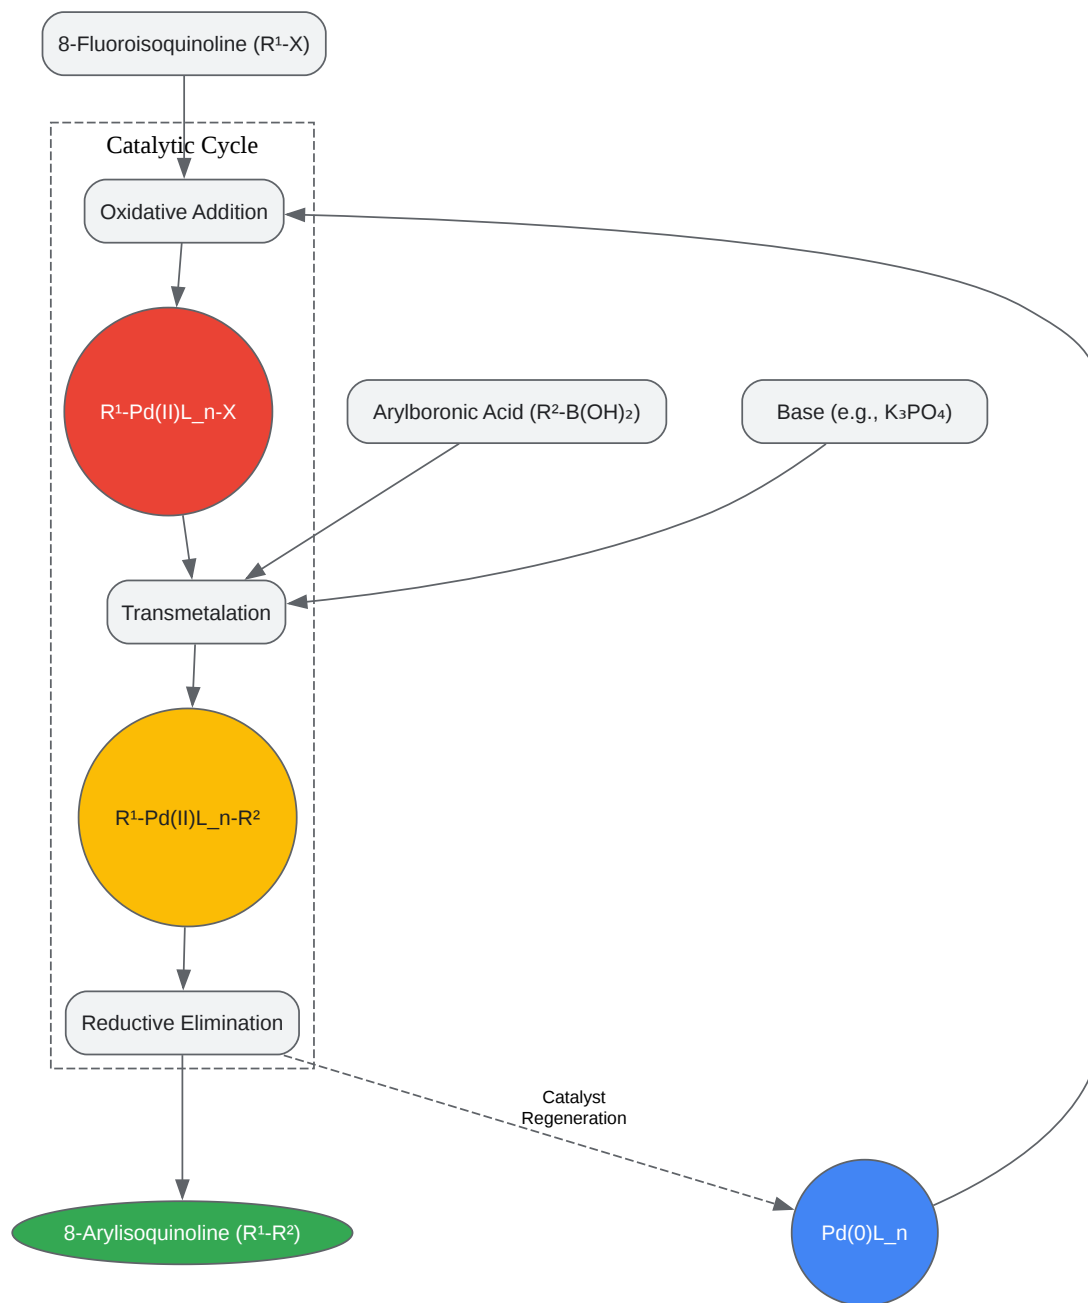 8-Fluoroisoquinoline (R¹-X)
Catalytic Cycle
Oxidative Addition
R¹-Pd(II)L_n-X
Arylboronic Acid (R²-B(OH)₂)
Base (e.g., K₃PO₄)
Transmetalation
R¹-Pd(II)L_n-R²
Reductive Elimination
Catalyst
Regeneration
8-Arylisoquinoline (R¹-R²)
Pd(0)L_n